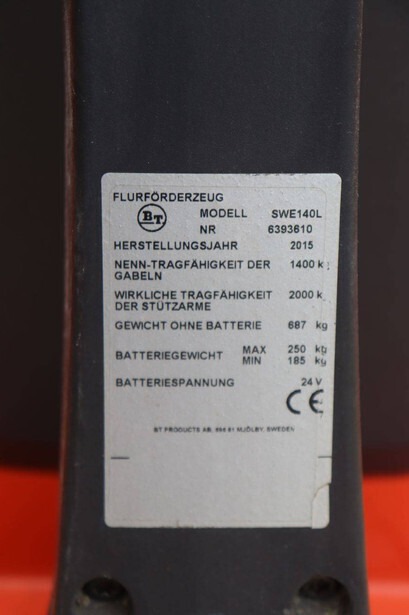 FLURFÖRDERZEUG
BT MODELL SWE140L
NR 6393610
HERSTELLUNGSJAHR 2015
NENN-TRAGFÄHIGKEIT DER 1400 kg
GABELN
WIRKLICHE TRAGFÄHIGKEIT 2000 kg
DER STÜTZARME
GEWICHT OHNE BATTERIE 687 kg
BATTERIEGEWICHT MAX 250 kg
MIN 185 kg
BATTERIESPANNUNG 24 V
CE
BT PRODUCTS AB, MJÖLBY, SWEDEN